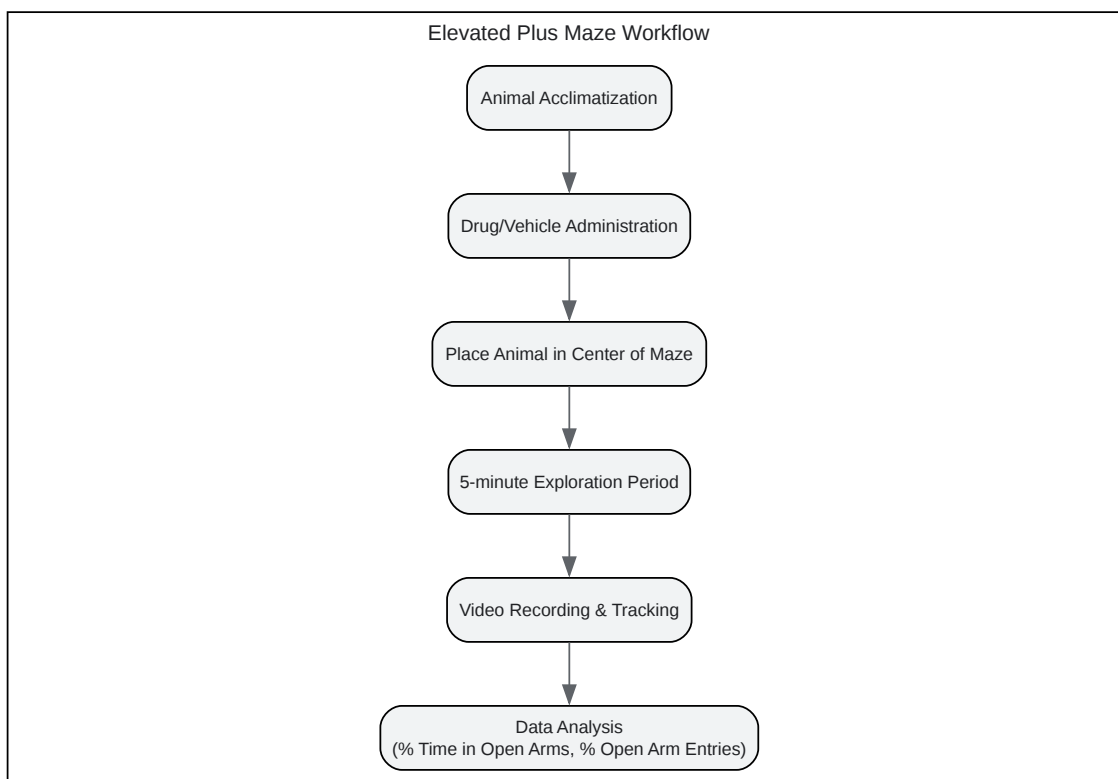 Elevated Plus Maze Workflow
Animal Acclimatization
Drug/Vehicle Administration
Place Animal in Center of Maze
5-minute Exploration Period
Video Recording & Tracking
Data Analysis
(% Time in Open Arms, % Open Arm Entries)